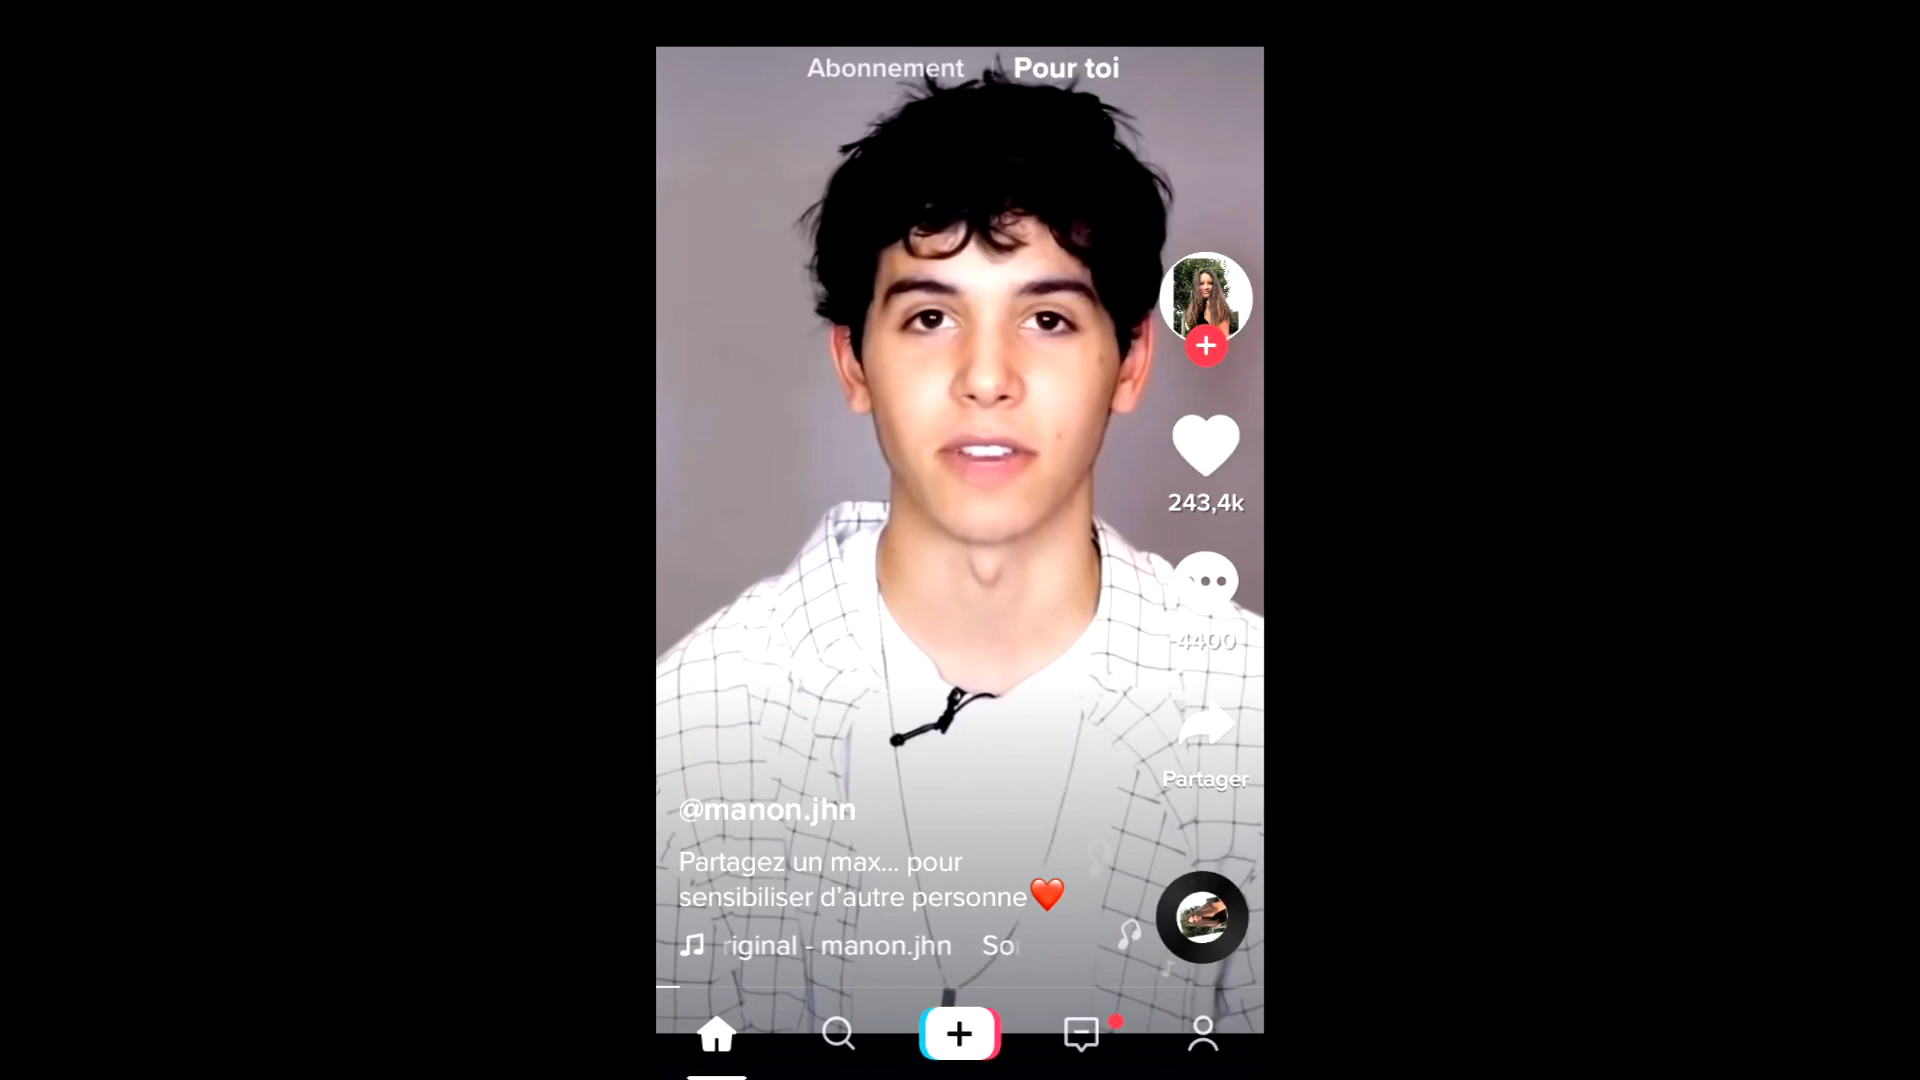 Abonnement
Pour toi
243,4k
4400
Partager
@manon.jhn
Partagez un max... pour
sensibiliser d'autre personne❤️
riginal - manon.jhn So